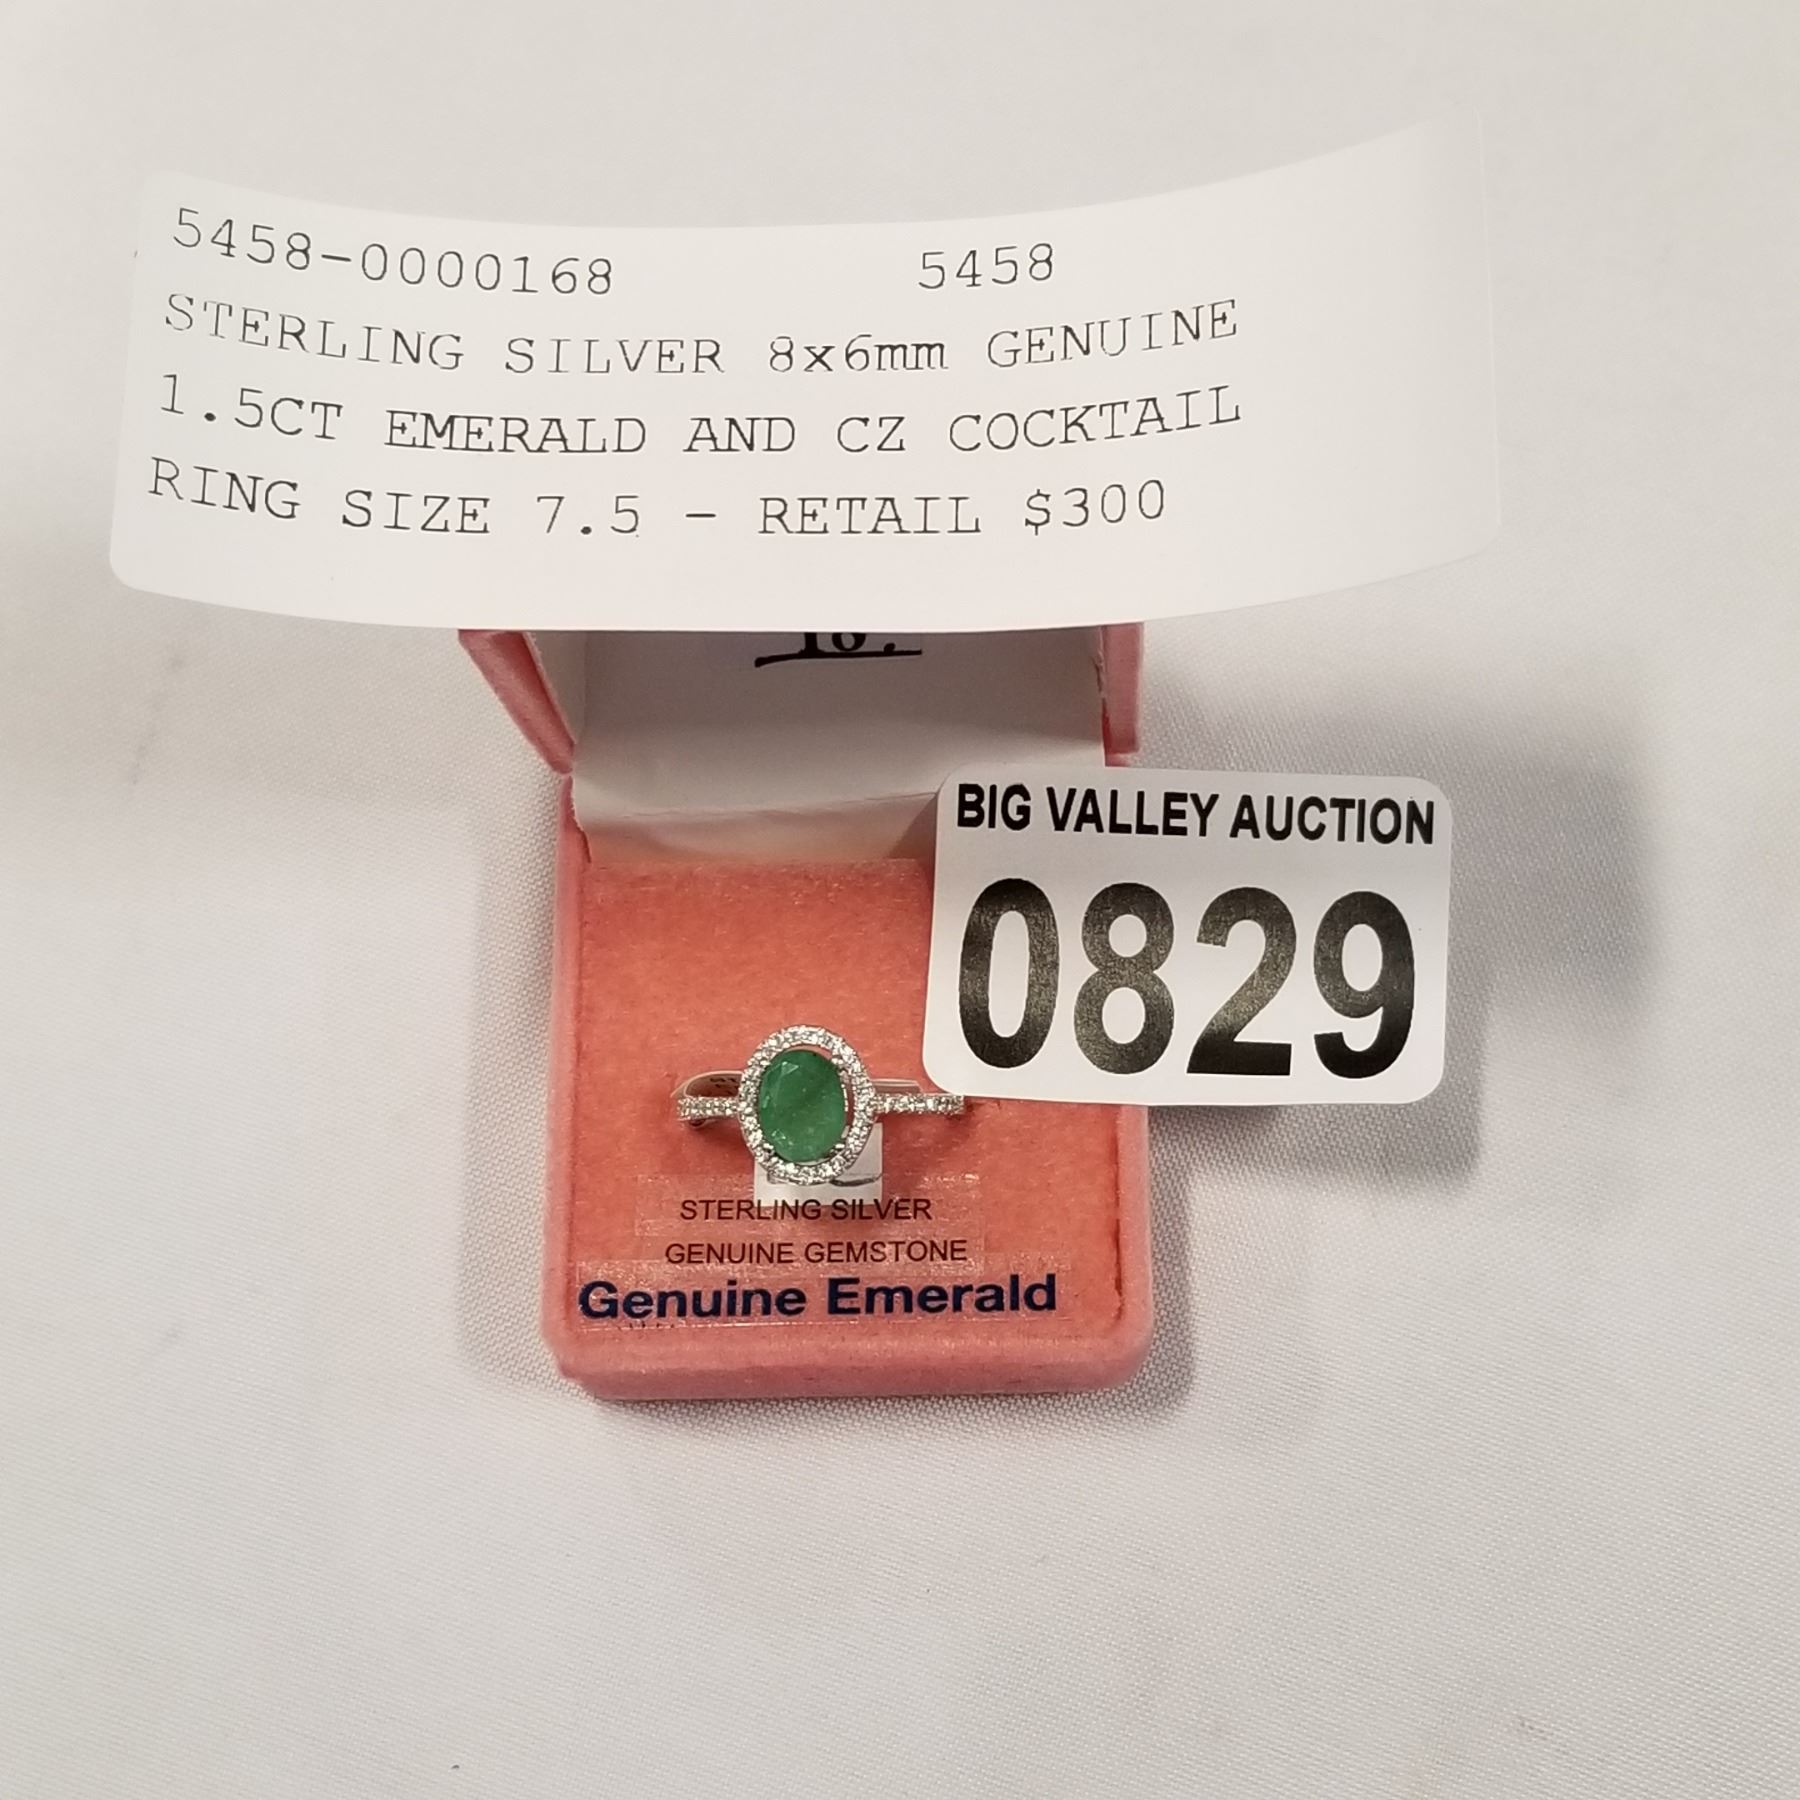 5458-0000168 5458
STERLING SILVER 8x6mm GENUINE
1.5CT EMERALD AND CZ COCKTAIL
RING SIZE 7.5 - RETAIL $300
BIG VALLEY AUCTION
0829
STERLING SILVER
GENUINE GEMSTONE
Genuine Emerald